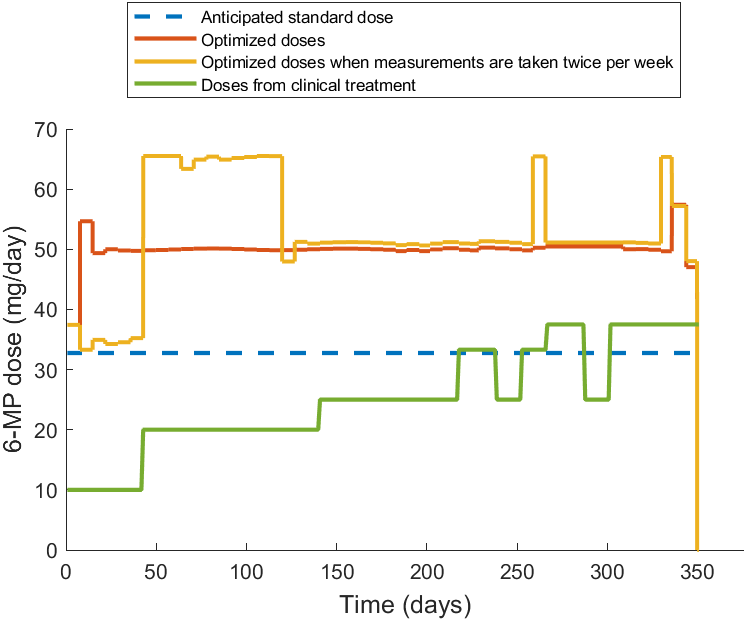 Anticipated standard dose
Optimized doses
Optimized doses when measurements are taken twice per week
Doses from clinical treatment
70
60
50
40
30
20
10
0
6-MP dose (mg/day)
0 50 100 150 200 250 300 350
Time (days)